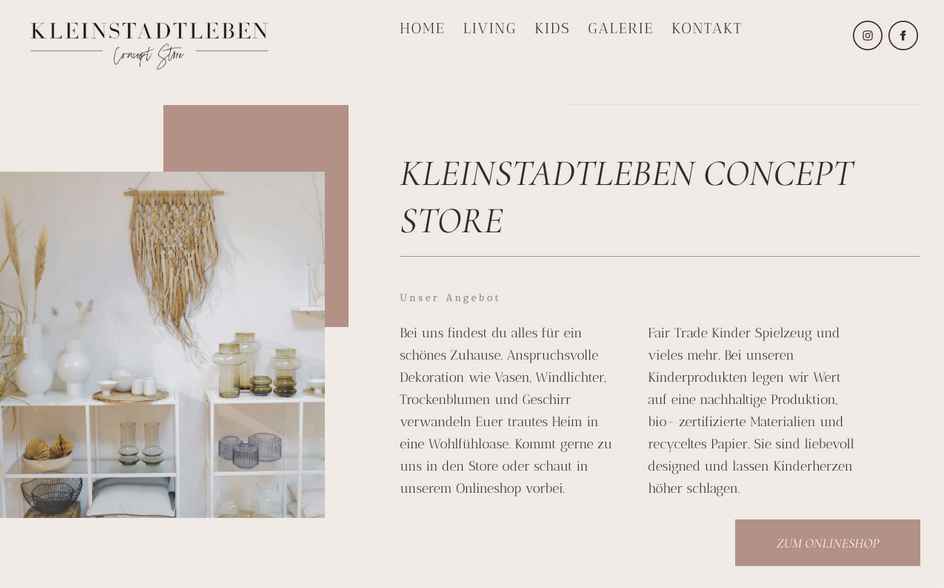 KLEINSTADTLEBEN
Concept Store
HOME LIVING KIDS GALERIE KONTAKT
KLEINSTADTLEBEN CONCEPT
STORE
Unser Angebot
Bei uns findest du alles für ein
schönes Zuhause. Anspruchsvolle
Dekoration wie Vasen, Windlichter,
Trockenblumen und Geschirr
verwandeln Euer trautes Heim in
eine Wohlfühloase. Kommt gerne zu
uns in den Store oder schaut in
unserem Onlineshop vorbei.
Fair Trade Kinder Spielzeug und
vieles mehr. Bei unseren
Kinderprodukten legen wir Wert
auf eine nachhaltige Produktion,
bio- zertifizierte Materialien und
recyceltes Papier. Sie sind liebevoll
designed und lassen Kinderherzen
höher schlagen.
ZUM ONLINESHOP